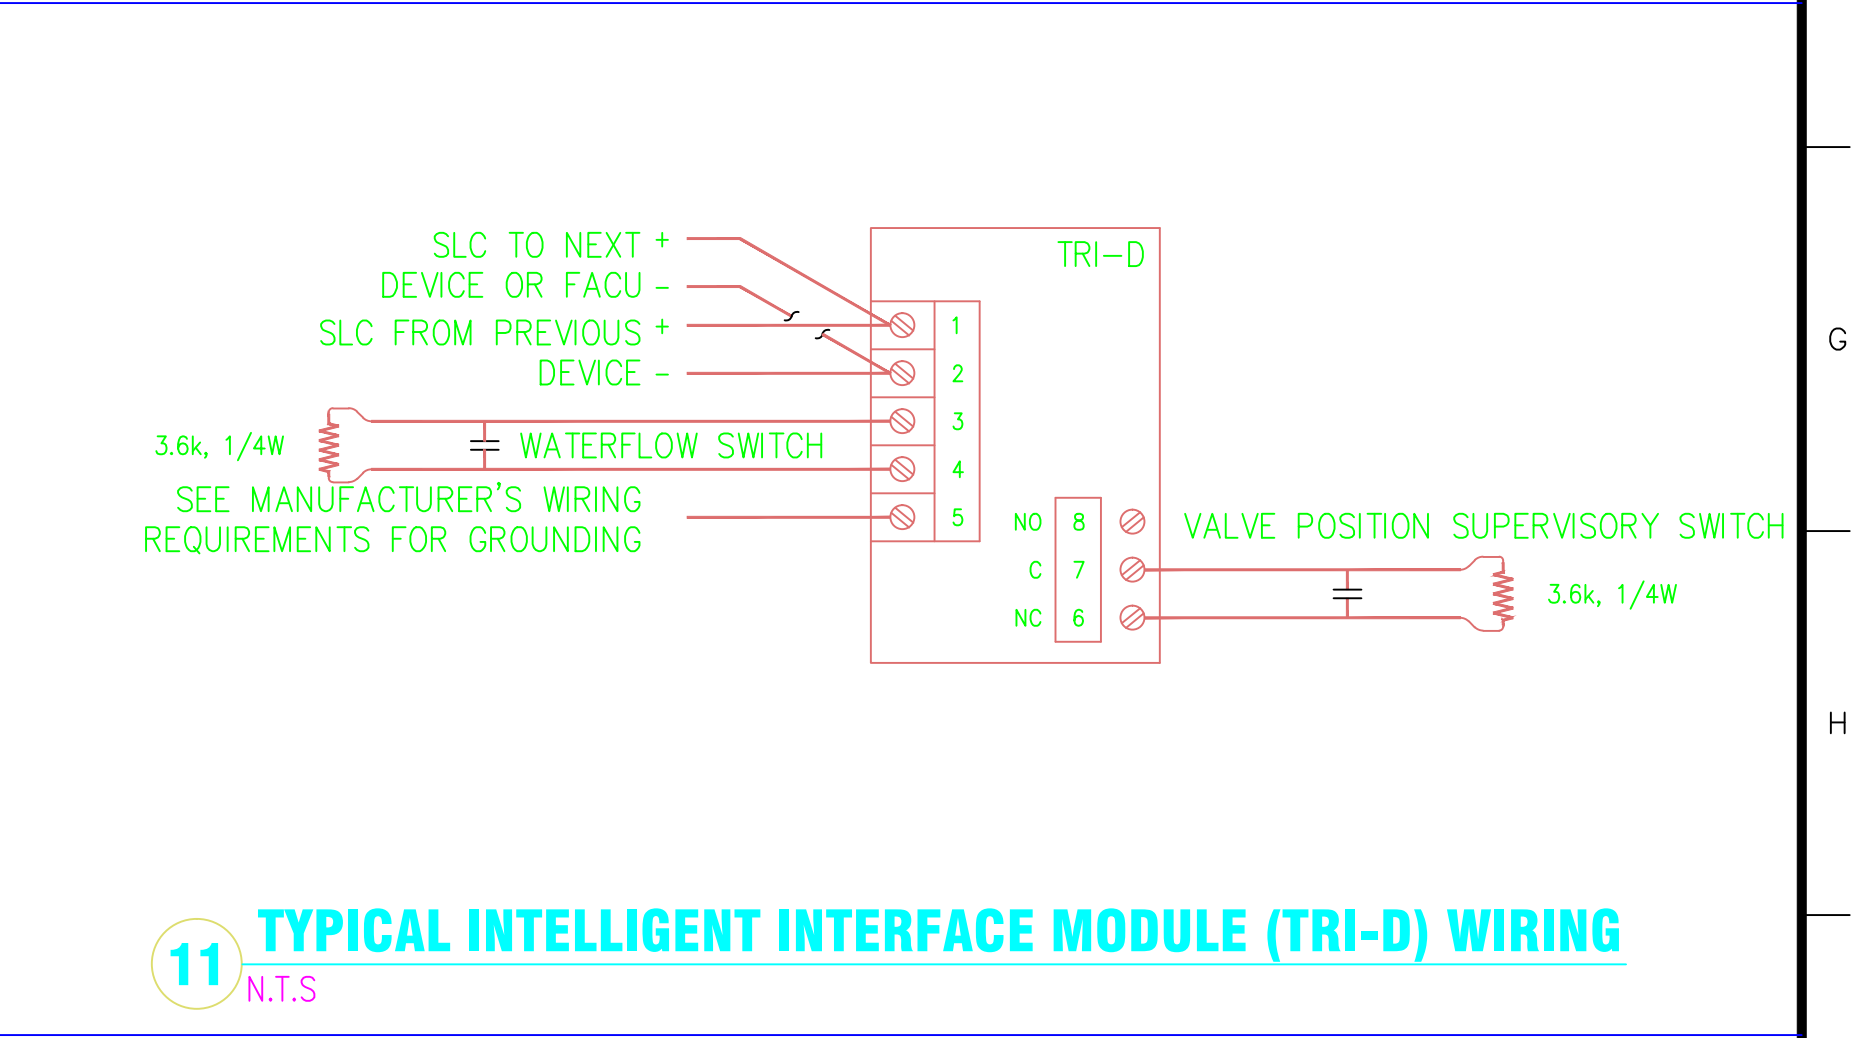 SLC TO NEXT +
DEVICE OR FACU -
SLC FROM PREVIOUS +
DEVICE -
TRI-D
1
2
3
4
5
3.6k, 1/4W
WATERFLOW SWITCH
SEE MANUFACTURER'S WIRING
REQUIREMENTS FOR GROUNDING
NO 8
C 7
NC 6
VALVE POSITION SUPERVISORY SWITCH
3.6k, 1/4W
G
H
11
TYPICAL INTELLIGENT INTERFACE MODULE (TRI-D) WIRING
N.T.S